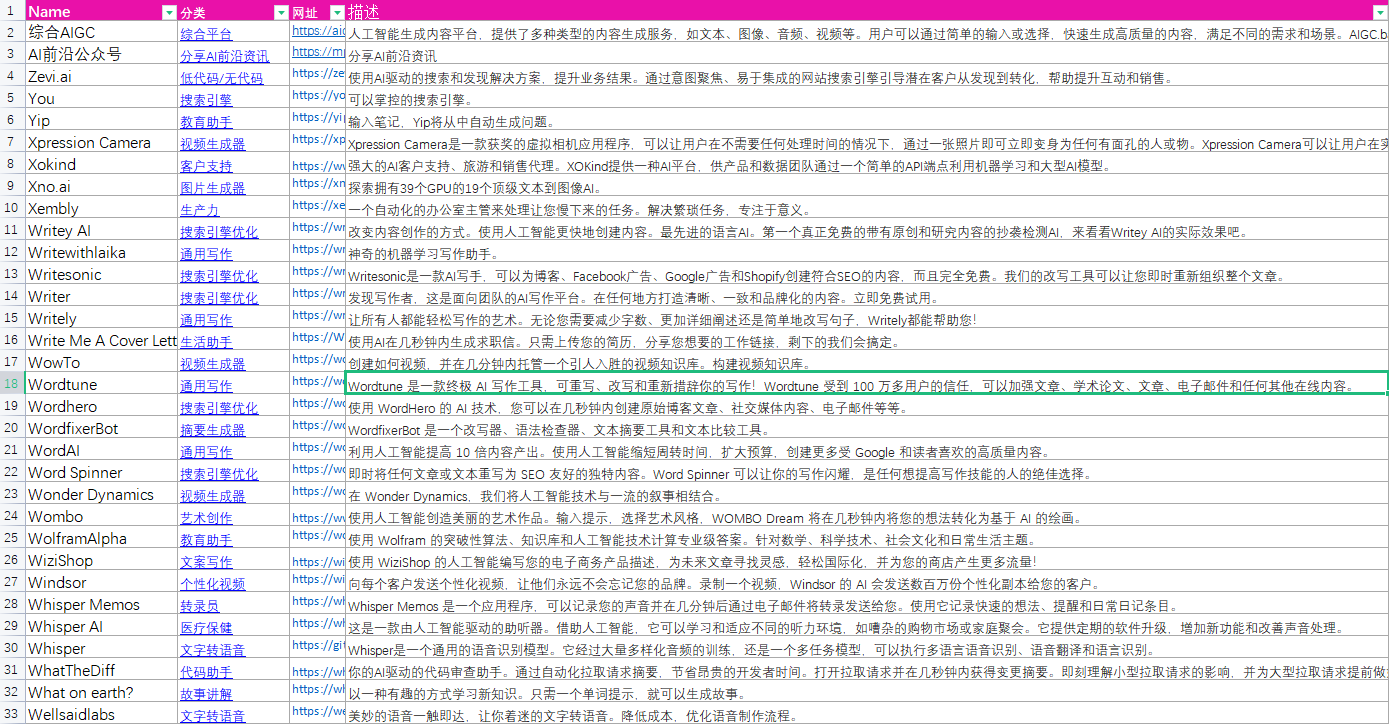 1 Name 分类 网址 描述
2 综合AIGC 综合平台 https://aic 人工智能生成内容平台，提供了多种类型的内容生成服务，如文本、图像、音频、视频等。用户可以通过简单的输入或选择，快速生成高质量的内容，满足不同的需求和场景。AIGC.b
3 AI前沿公众号 分享AI前沿资讯 https://mp 分享AI前沿资讯
4 Zevi.ai 低代码/无代码 https://ze 使用AI驱动的搜索和发现解决方案，提升业务结果。通过意图聚焦、易于集成的网站搜索引擎引导潜在客户从发现到转化，帮助提升互动和销售。
5 You 搜索引擎 https://yo 可以掌控的搜索引擎。
6 Yip 教育助手 https://yip 输入笔记，Yip将从中自动生成问题。
7 Xpression Camera 视频生成器 https://xp Xpression Camera是一款获奖的虚拟相机应用程序，可以让用户在不需要任何处理时间的情况下，通过一张照片即可立即变身为任何有面孔的人或物。Xpression Camera可以让用户在实
8 Xokind 客户支持 https://wv 强大的AI客户支持、旅游和销售代理。XOKind提供一种AI平台，供产品和数据团队通过一个简单的API端点利用机器学习和大型AI模型。
9 Xno.ai 图片生成器 https://xn 探索拥有39个GPU的19个顶级文本到图像AI。
10 Xembly 生产力 https://xe 一个自动化的办公室主管来处理让您慢下来的任务。解决繁琐任务，专注于意义。
11 Writey AI 搜索引擎优化 https://wr 改变内容创作的方式。使用人工智能更快地创建内容。最先进的语言AI。第一个真正免费的带有原创和研究内容的抄袭检测AI，来看看Writey AI的实际效果吧。
12 Writewithlaika 通用写作 https://wr 神奇的机器学习写作助手。
13 Writesonic 搜索引擎优化 https://wr Writesonic是一款AI写手，可以为博客、Facebook广告、Google广告和Shopify创建符合SEO的内容，而且完全免费。我们的改写工具可以让您即时重新组织整个文章。
14 Writer 搜索引擎优化 https://wr 发现写作者，这是面向团队的AI写作平台。在任何地方打造清晰、一致和品牌化的内容。立即免费试用。
15 Writely 通用写作 https://wr 让所有人都能轻松写作的艺术。无论您需要减少字数、更加详细阐述还是简单地改写句子，Writely都能帮助您！
16 Write Me A Cover Lett 生活助手 https://W 使用AI在几秒钟内生成求职信。只需上传您的简历，分享您想要的工作链接，剩下的我们会搞定。
17 WowTo 视频生成器 https://wo 创建如何视频，并在几分钟内托管一个引人入胜的视频知识库。构建视频知识库。
18 Wordtune 通用写作 https://wo Wordtune 是一款终极 AI 写作工具，可重写、改写和重新措辞你的写作！Wordtune 受到 100 万多用户的信任，可以加强文章、学术论文、文章、电子邮件和任何其他在线内容。
19 Wordhero 搜索引擎优化 https://wo 使用 WordHero 的 AI 技术，您可以在几秒钟内创建原始博客文章、社交媒体内容、电子邮件等等。
20 WordfixerBot 摘要生成器 https://wo WordfixerBot 是一个改写器、语法检查器、文本摘要工具和文本比较工具。
21 WordAI 通用写作 https://wo 利用人工智能提高 10 倍内容产出。使用人工智能缩短周转时间，扩大预算，创建更多受 Google 和读者喜欢的高质量内容。
22 Word Spinner 搜索引擎优化 https://wo 即时将任何文章或文本重写为 SEO 友好的独特内容。Word Spinner 可以让你的写作闪耀，是任何想提高写作技能的人的绝佳选择。
23 Wonder Dynamics 视频生成器 https://wo 在 Wonder Dynamics，我们将人工智能技术与一流的叙事相结合。
24 Wombo 艺术创作 https://wv 使用人工智能创造美丽的艺术作品。输入提示，选择艺术风格，WOMBO Dream 将在几秒钟内将您的想法转化为基于 AI 的绘画。
25 WolframAlpha 教育助手 https://wo 使用 Wolfram 的突破性算法、知识库和人工智能技术计算专业级答案。针对数学、科学技术、社会文化和日常生活主题。
26 WiziShop 文案写作 https://wi 使用 WiziShop 的人工智能编写您的电子商务产品描述，为未来文章寻找灵感，轻松国际化，并为您的商店产生更多流量！
27 Windsor 个性化视频 https://wi 向每个客户发送个性化视频，让他们永远不会忘记您的品牌。录制一个视频，Windsor 的 AI 会发送数百万份个性化副本给您的客户。
28 Whisper Memos 转录员 https://wh Whisper Memos 是一个应用程序，可以记录您的声音并在几分钟后通过电子邮件将转录发送给您。使用它记录快速的想法、提醒和日常日记条目。
29 Whisper AI 医疗保健 https://wh 这是一款由人工智能驱动的助听器。借助人工智能，它可以学习和适应不同的听力环境，如嘈杂的购物市场或家庭聚会。它提供定期的软件升级，增加新功能和改善声音处理。
30 Whisper 文字转语音 https://git Whisper是一个通用的语音识别模型。它经过大量多样化音频的训练，还是一个多任务模型，可以执行多语言语音识别、语音翻译和语言识别。
31 WhatTheDiff 代码助手 https://wh 你的AI驱动的代码审查助手。通过自动化拉取请求摘要，节省昂贵的开发者时间。打开拉取请求并在几秒钟内获得变更摘要。即刻理解小型拉取请求的影响，并为大型拉取请求提前做
32 What on earth? 故事讲解 https://wh 以一种有趣的方式学习新知识。只需一个单词提示，就可以生成故事。
33 Wellsaidlabs 文字转语音 https://we 美妙的语音一触即达，让你着迷的文字转语音。降低成本，优化语音制作流程。